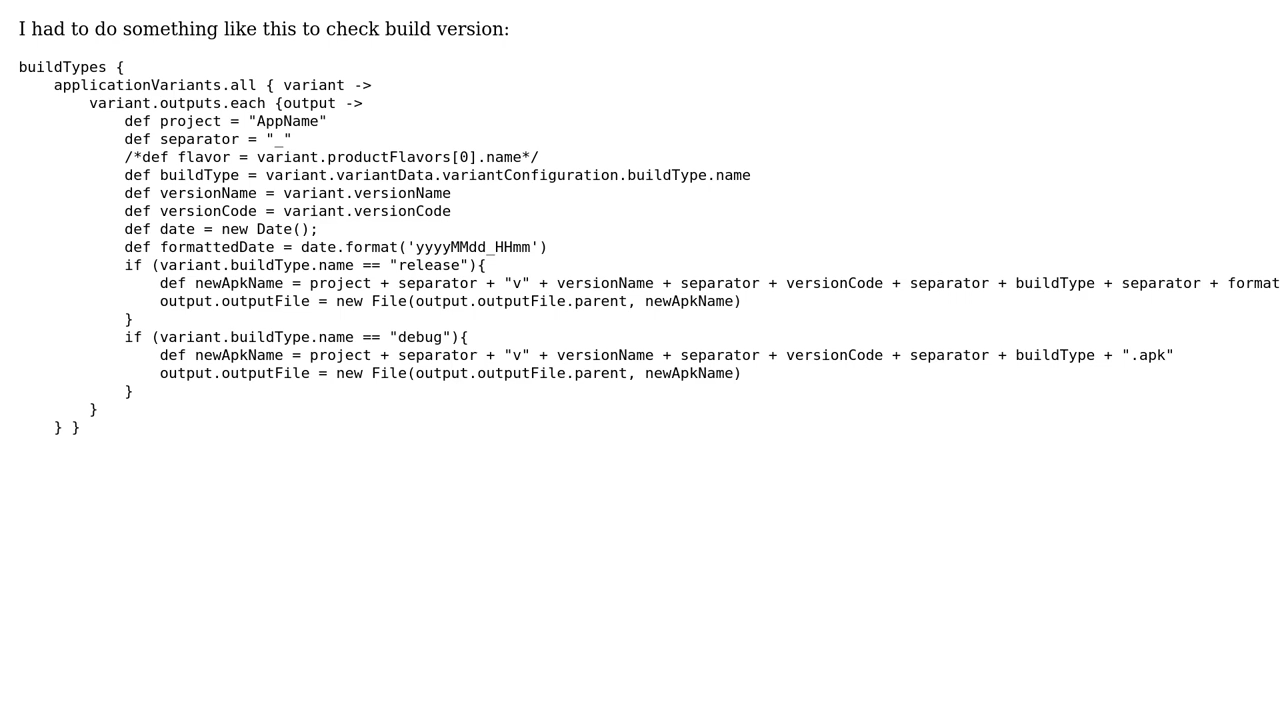 I had to do something like this to check build version:
buildTypes {
    applicationVariants.all { variant ->
        variant.outputs.each {output ->
            def project = "AppName"
            def separator = "_"
            /*def flavor = variant.productFlavors[0].name*/
            def buildType = variant.variantData.variantConfiguration.buildType.name
            def versionName = variant.versionName
            def versionCode = variant.versionCode
            def date = new Date();
            def formattedDate = date.format('yyyyMMdd_HHmm')
            if (variant.buildType.name == "release"){
                def newApkName = project + separator + "v" + versionName + separator + versionCode + separator + buildType + separator + format
                output.outputFile = new File(output.outputFile.parent, newApkName)
            }
            if (variant.buildType.name == "debug"){
                def newApkName = project + separator + "v" + versionName + separator + versionCode + separator + buildType + ".apk"
                output.outputFile = new File(output.outputFile.parent, newApkName)
            }
        }
    } }